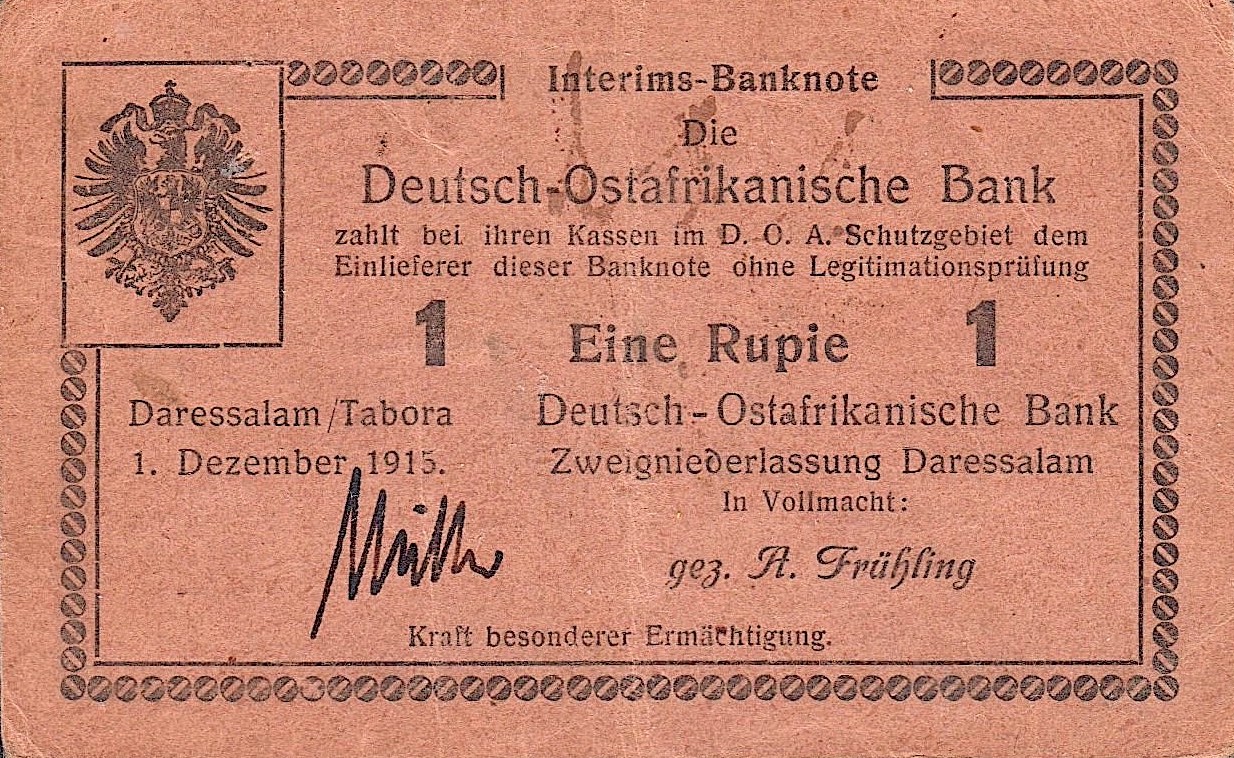 Interims-Banknote
Die
Deutsch-Ostafrikanische Bank
zahlt bei ihren Kassen im D. O. A. Schutzgebiet dem
Einlieferer dieser Banknote ohne Legitimationsprüfung
1 Eine Rupie 1
Daressalam/Tabora
1. Dezember 1915.
Deutsch-Ostafrikanische Bank
Zweigniederlassung Daressalam
In Vollmacht:
gez. A. Frühling
Kraft besonderer Ermächtigung.